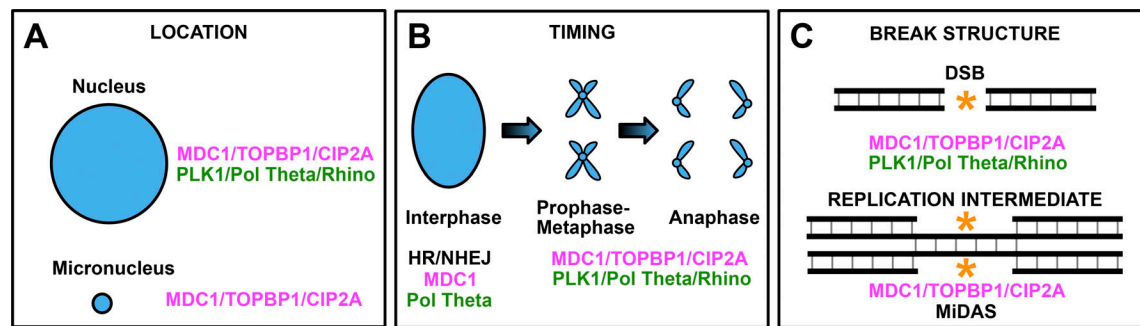 A
LOCATION
Nucleus
MDC1/TOPBP1/CIP2A
PLK1/Pol Theta/Rhino
Micronucleus
MDC1/TOPBP1/CIP2A
B
TIMING
Interphase
Prophase-
Metaphase
Anaphase
HR/NHEJ
MDC1
Pol Theta
MDC1/TOPBP1/CIP2A
PLK1/Pol Theta/Rhino
C
BREAK STRUCTURE
DSB
*
MDC1/TOPBP1/CIP2A
PLK1/Pol Theta/Rhino
REPLICATION INTERMEDIATE
*
*
MDC1/TOPBP1/CIP2A
MiDAS